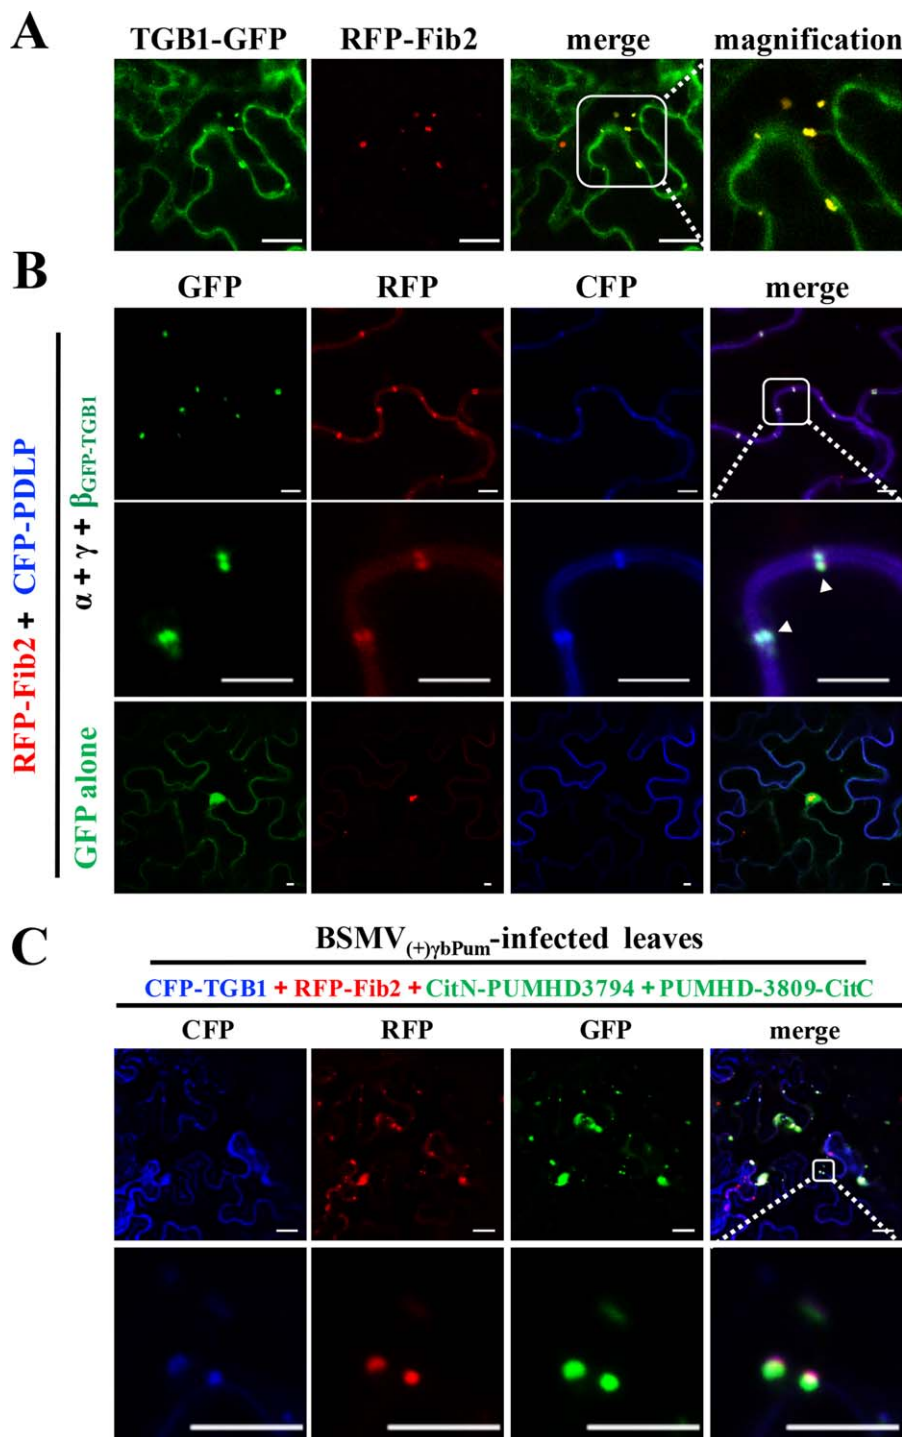 A
TGB1-GFP RFP-Fib2 merge magnification
B
GFP RFP CFP merge
RFP-Fib2 + CFP-PDLP
α + γ + βGFP-TGB1
GFP alone
C
BSMV(+)γbPum-infected leaves
CFP-TGB1 + RFP-Fib2 + CitN-PUMHD3794 + PUMHD-3809-CitC
CFP RFP GFP merge